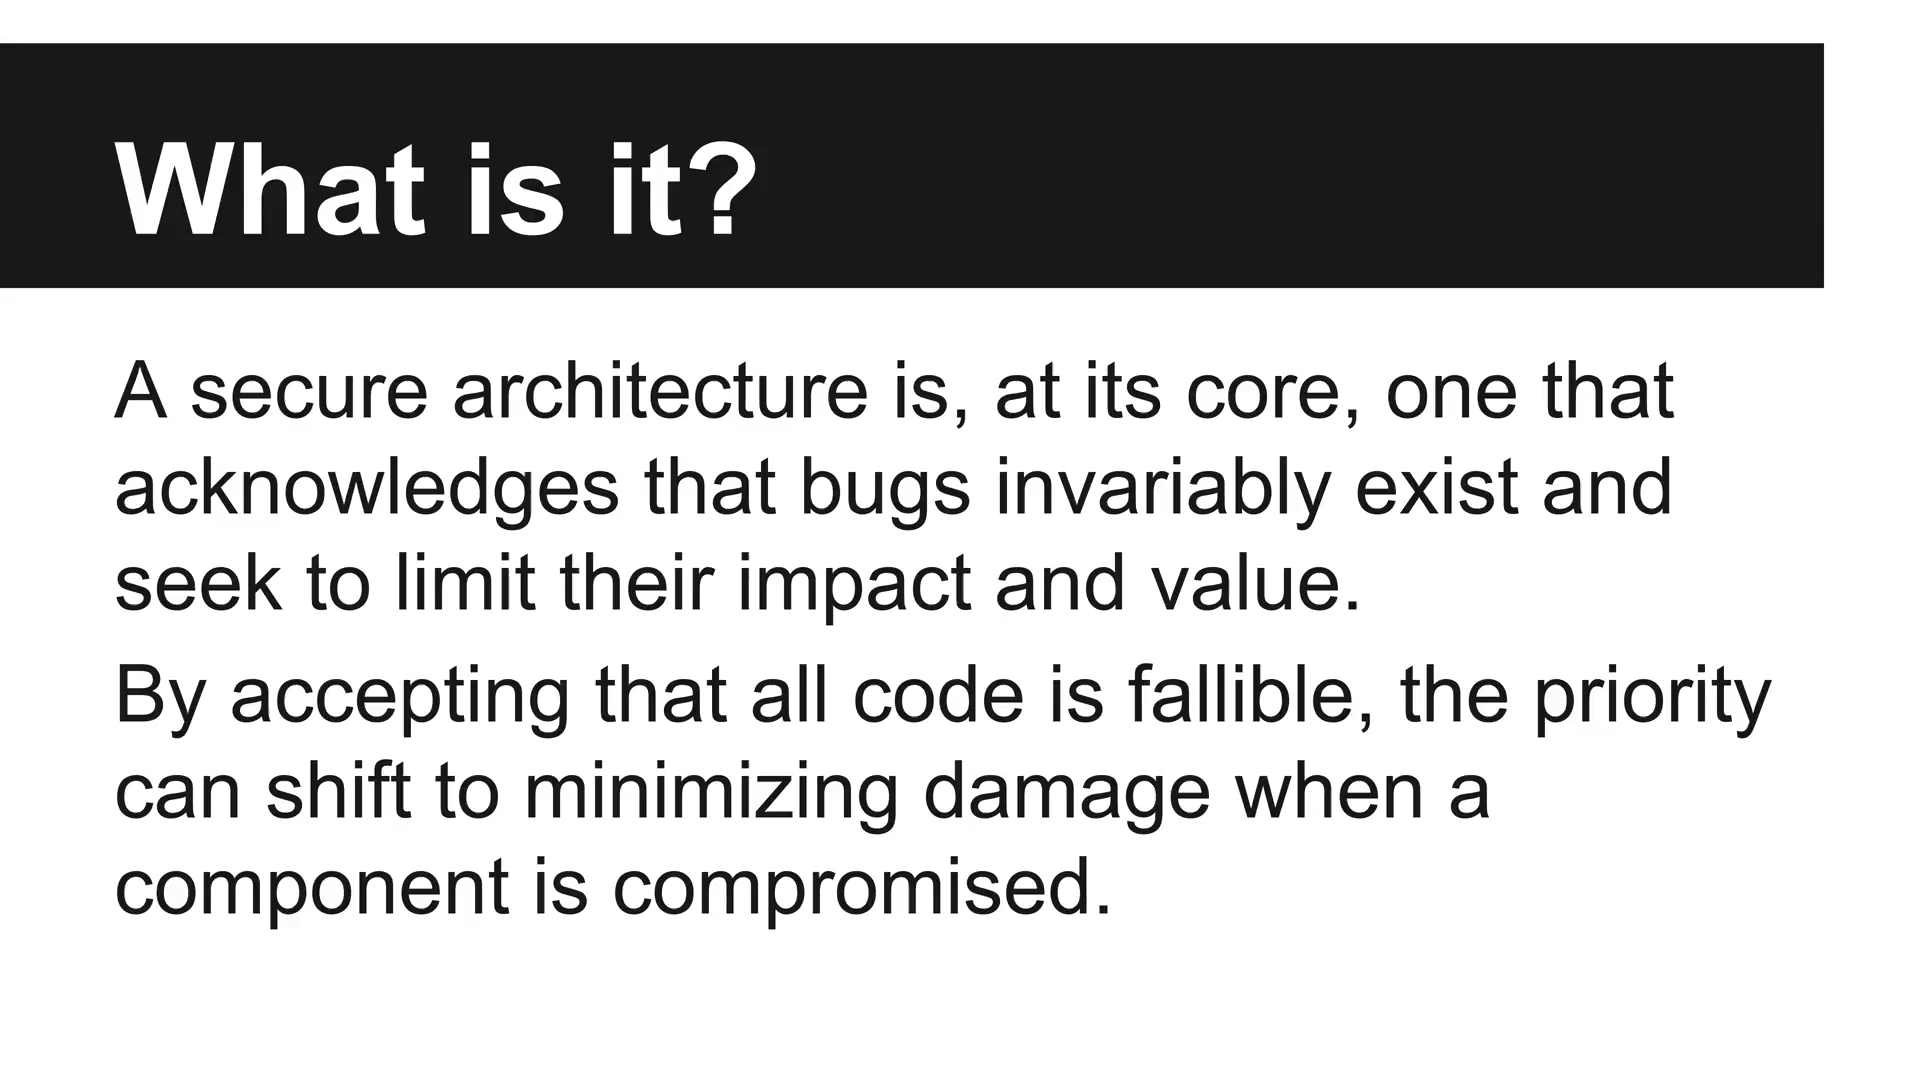 What is it?
A secure architecture is, at its core, one that
acknowledges that bugs invariably exist and
seek to limit their impact and value.
By accepting that all code is fallible, the priority
can shift to minimizing damage when a
component is compromised.